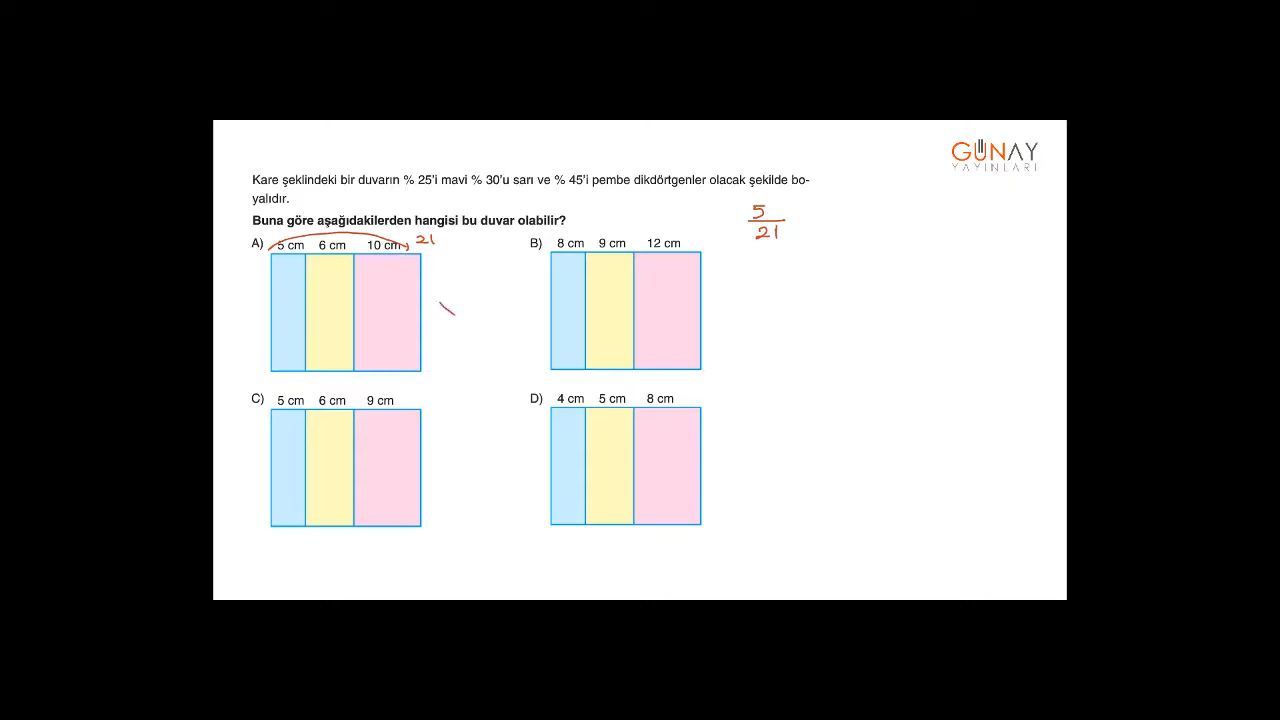 GÜNAY
YAYINLARI
Kare şeklindeki bir duvarın % 25'i mavi % 30'u sarı ve % 45'i pembe dikdörtgenler olacak şekilde bo-
yalıdır.
Buna göre aşağıdakilerden hangisi bu duvar olabilir?
5
21
A) 5 cm 6 cm 10 cm 21
B) 8 cm 9 cm 12 cm
C) 5 cm 6 cm 9 cm
D) 4 cm 5 cm 8 cm